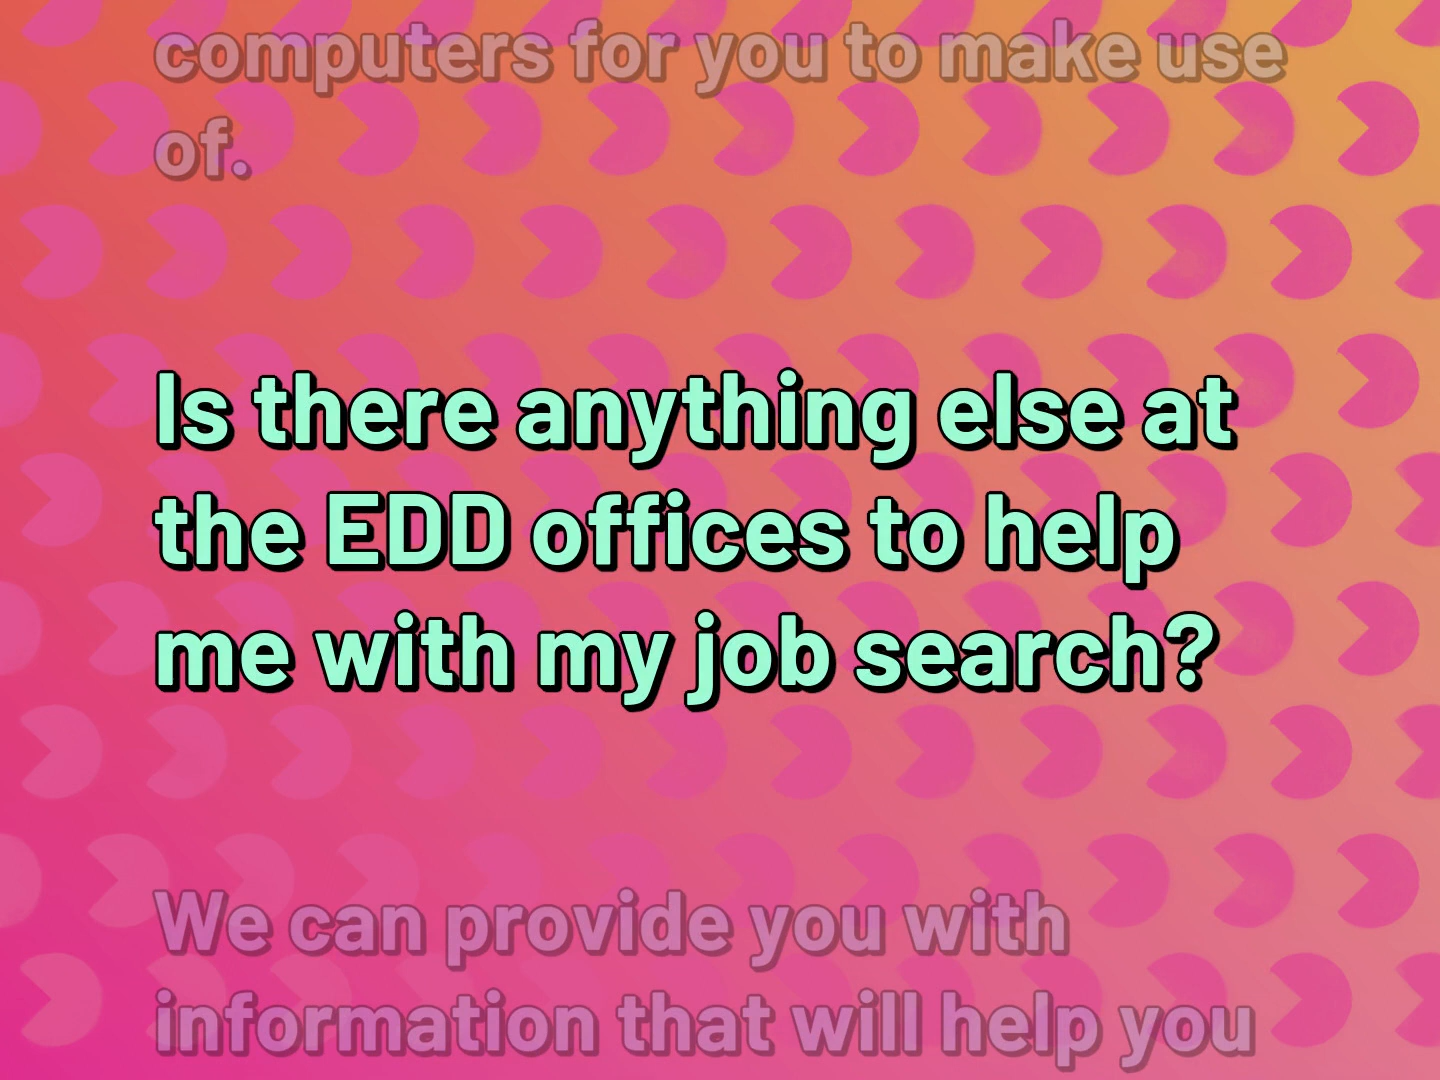 computers for you to make use
of.
Is there anything else at
the EDD offices to help
me with my job search?
We can provide you with
information that will help you